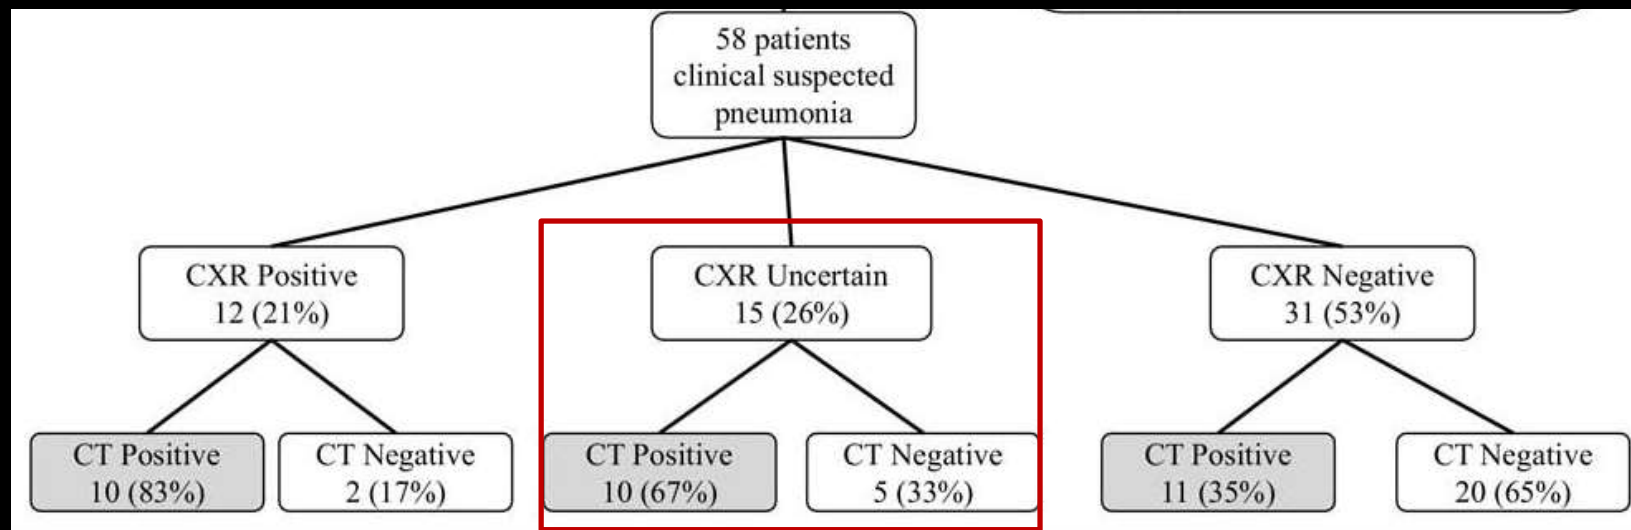 58 patients
clinical suspected
pneumonia
CXR Positive
12 (21%)
CXR Uncertain
15 (26%)
CXR Negative
31 (53%)
CT Positive
10 (83%)
CT Negative
2 (17%)
CT Positive
10 (67%)
CT Negative
5 (33%)
CT Positive
11 (35%)
CT Negative
20 (65%)